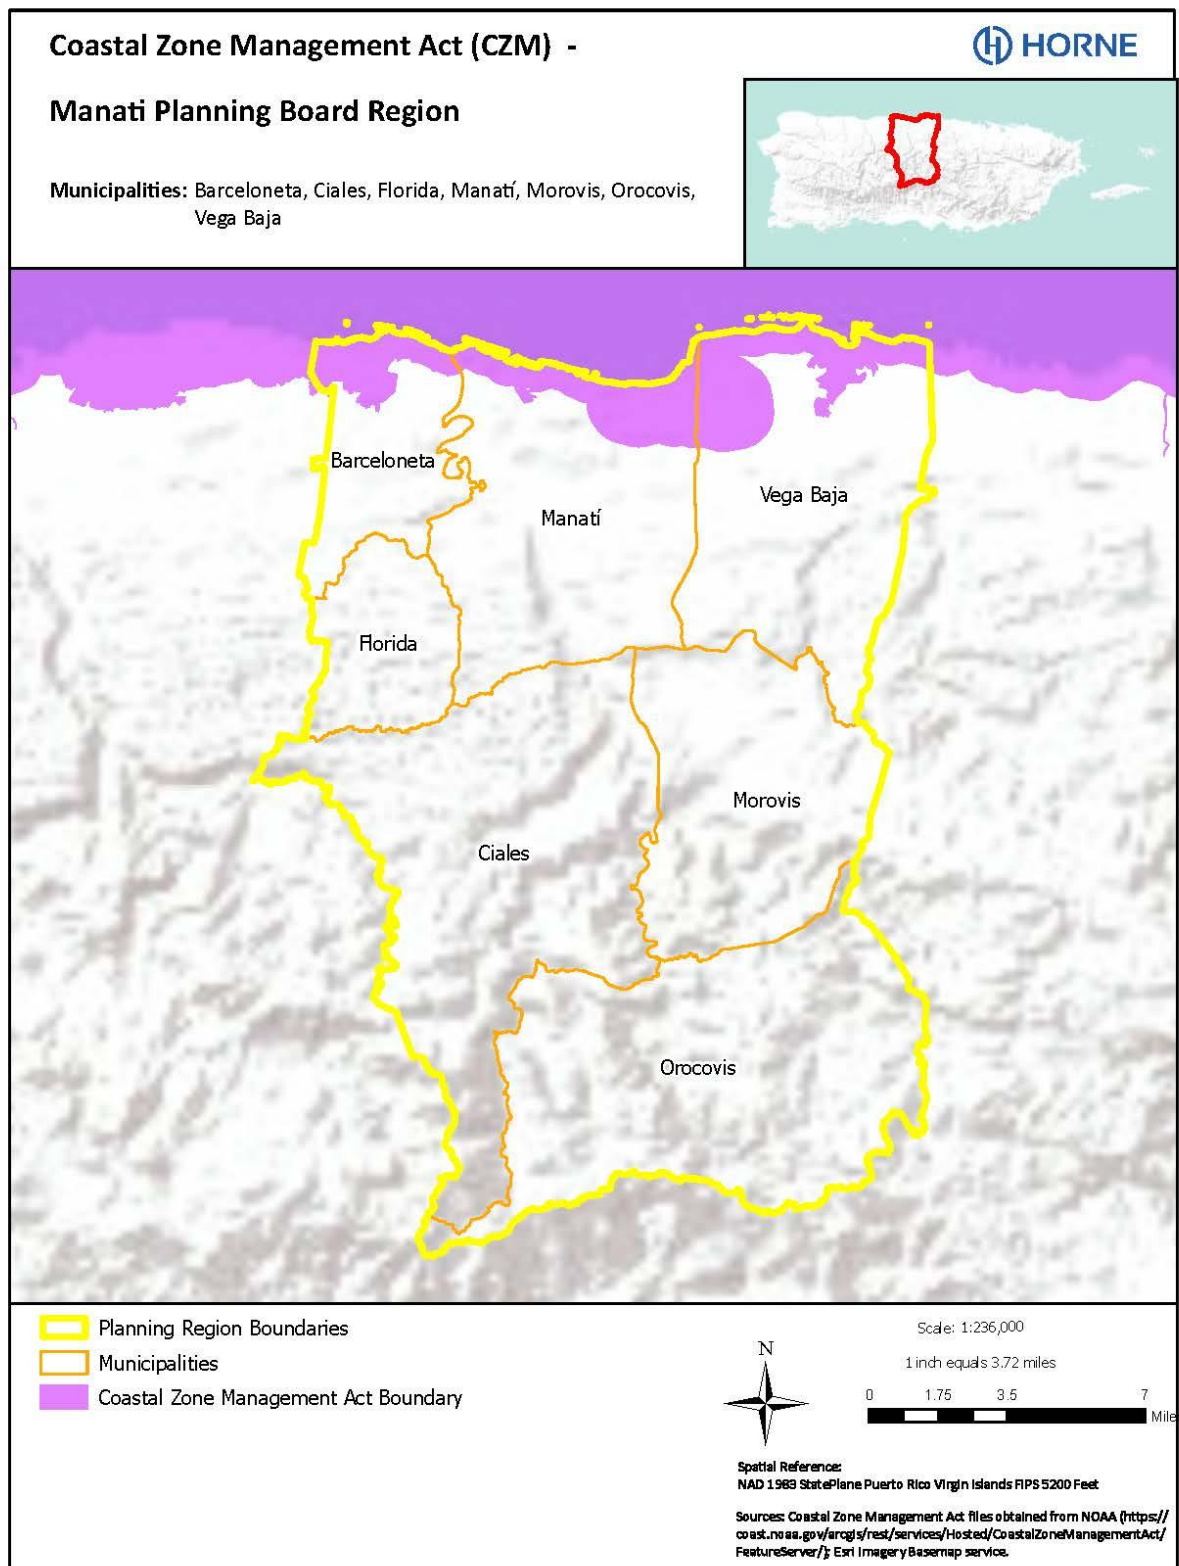 Coastal Zone Management Act (CZM) -
HORNE
Manatí Planning Board Region
Municipalities: Barceloneta, Ciales, Florida, Manatí, Morovis, Orocovis,
Vega Baja
Barceloneta
Vega Baja
Manatí
Florida
Morovis
Ciales
Orocovis
Planning Region Boundaries
Municipalities
Coastal Zone Management Act Boundary
N
Scale: 1:236,000
1 inch equals 3.72 miles
0 1.75 3.5 7
Mile
Spatial Reference:
NAD 1983 StatePlane Puerto Rico Virgin Islands FIPS 5200 Feet
Sources: Coastal Zone Management Act files obtained from NOAA (https://
coast.noaa.gov/arcgis/rest/services/Hosted/CoastalZoneManagementAct/
FeatureServer/); Esri Imagery Basemap service.